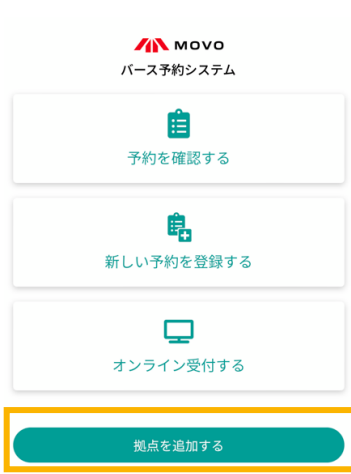 MOVO
バース予約システム
予約を確認する
新しい予約を登録する
オンライン受付する
拠点を追加する